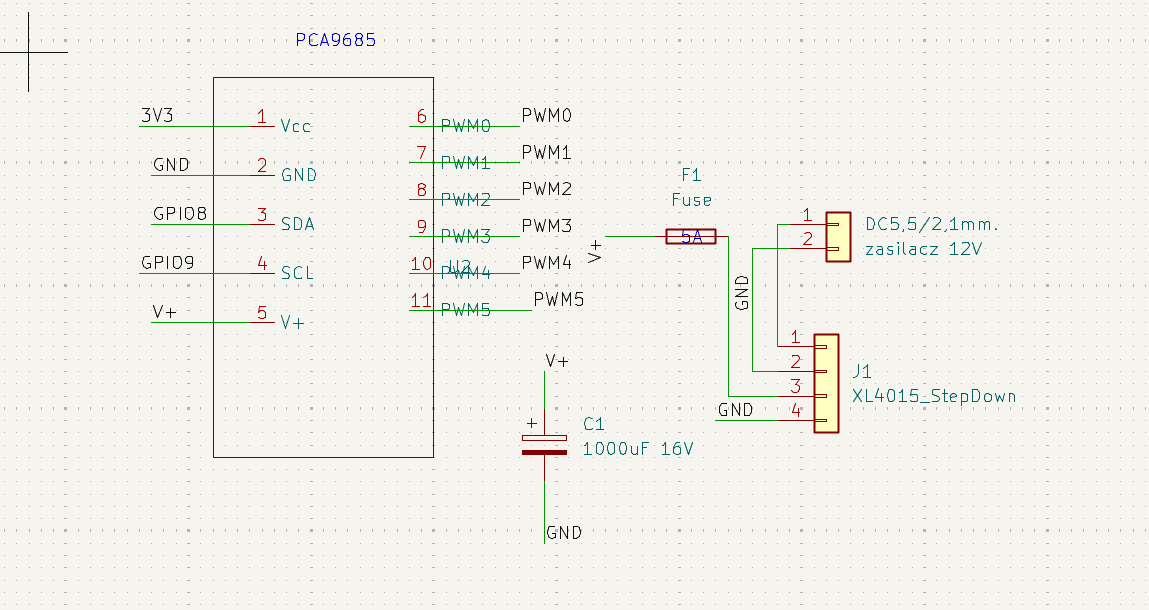 PCA9685
3V3
1
Vcc
GND
2
GND
GPIO8
3
SDA
GPIO9
4
SCL
V+
5
V+
6
PWM0
PWM0
7
PWM1
PWM1
8
PWM2
PWM2
9
PWM3
PWM3
10
PWM4
U2
PWM4
11
PWM5
PWM5
F1
Fuse
5A
V+
1
2
DC5,5/2,1mm.
zasilacz 12V
GND
1
2
3
4
GND
J1
XL4015_StepDown
V+
+
C1
1000uF 16V
GND